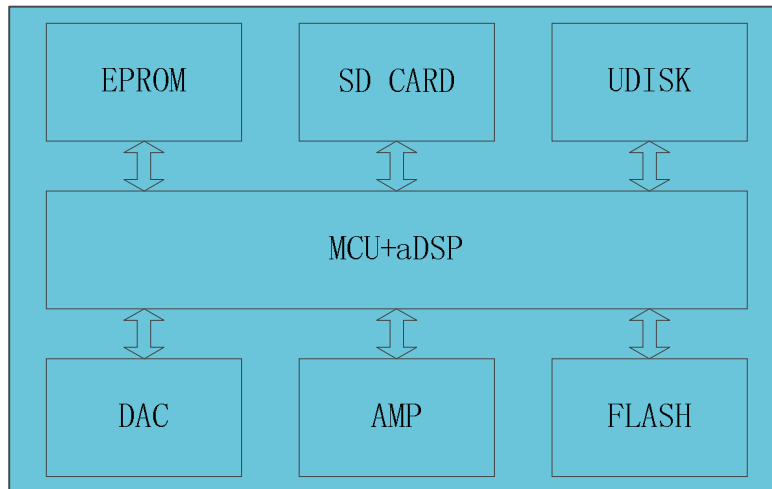 EPROM
SD CARD
UDISK
MCU+aDSP
DAC
AMP
FLASH